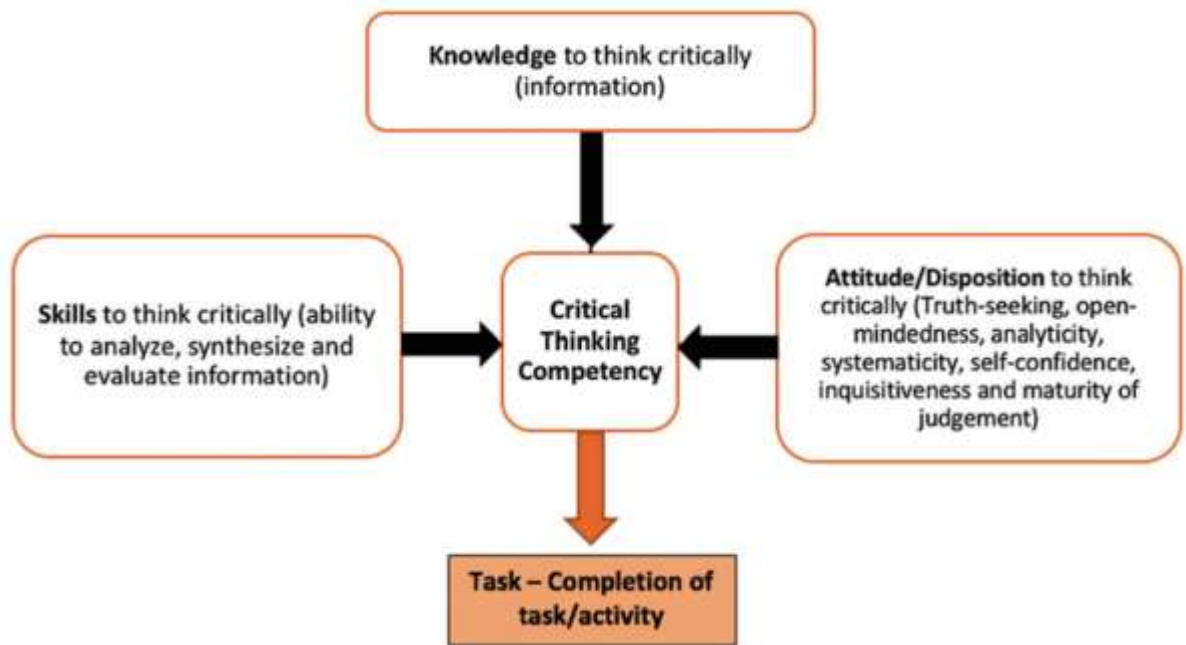 Knowledge to think critically
(information)
Skills to think critically (ability
to analyze, synthesize and
evaluate information)
Critical
Thinking
Competency
Attitude/Disposition to think
critically (Truth-seeking, open-
mindedness, analyticity,
systematicity, self-confidence,
inquisitiveness and maturity of
judgement)
Task – Completion of
task/activity